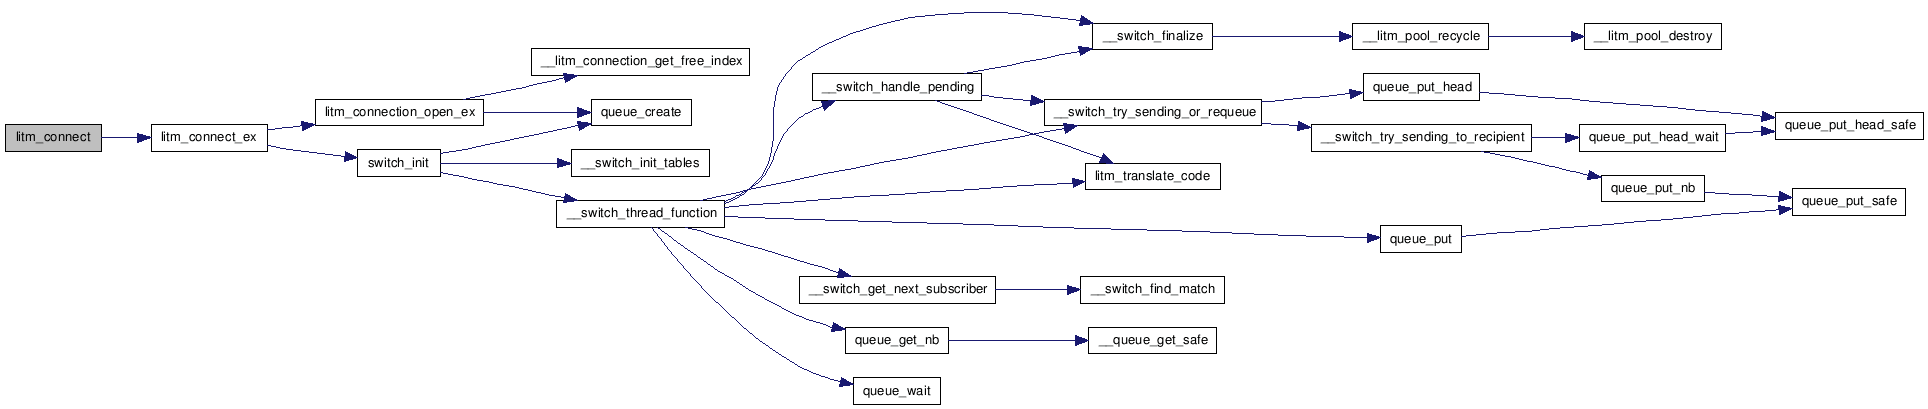 litm_connect
litm_connect_ex
litm_connection_open_ex
switch_init
__litm_connection_get_free_index
queue_create
__switch_init_tables
__switch_thread_function
__switch_finalize
__switch_handle_pending
__switch_try_sending_or_requeue
litm_translate_code
__switch_get_next_subscriber
__switch_find_match
queue_get_nb
__queue_get_safe
queue_wait
__litm_pool_recycle
__litm_pool_destroy
queue_put_head
__switch_try_sending_to_recipient
queue_put_head_wait
queue_put_head_safe
queue_put_nb
queue_put_safe
queue_put